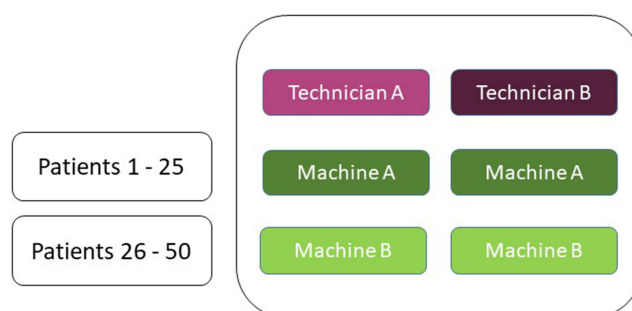 Technician A
Technician B
Patients 1 - 25
Machine A
Machine A
Patients 26 - 50
Machine B
Machine B